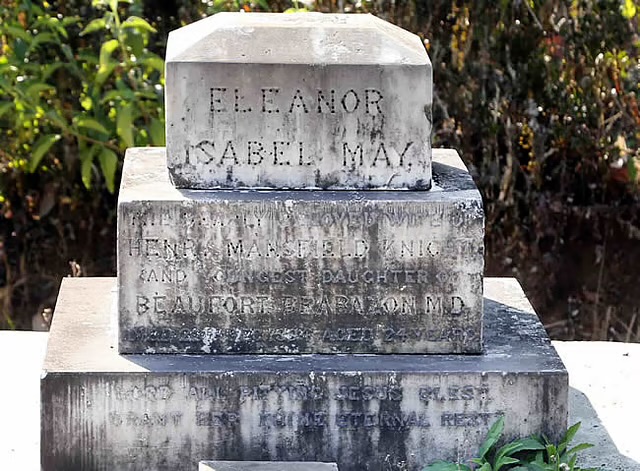 ELEANOR
ISABEL MAY,
WIFE OF
HENRY MANSFIELD KNIGHT
AND YOUNGEST DAUGHTER OF
BEAUFORT BRABAZON M.D.
AGED 24 YEARS
LORD ALL PITYING JESUS BLEST,
GRANT HER THINE ETERNAL REST.